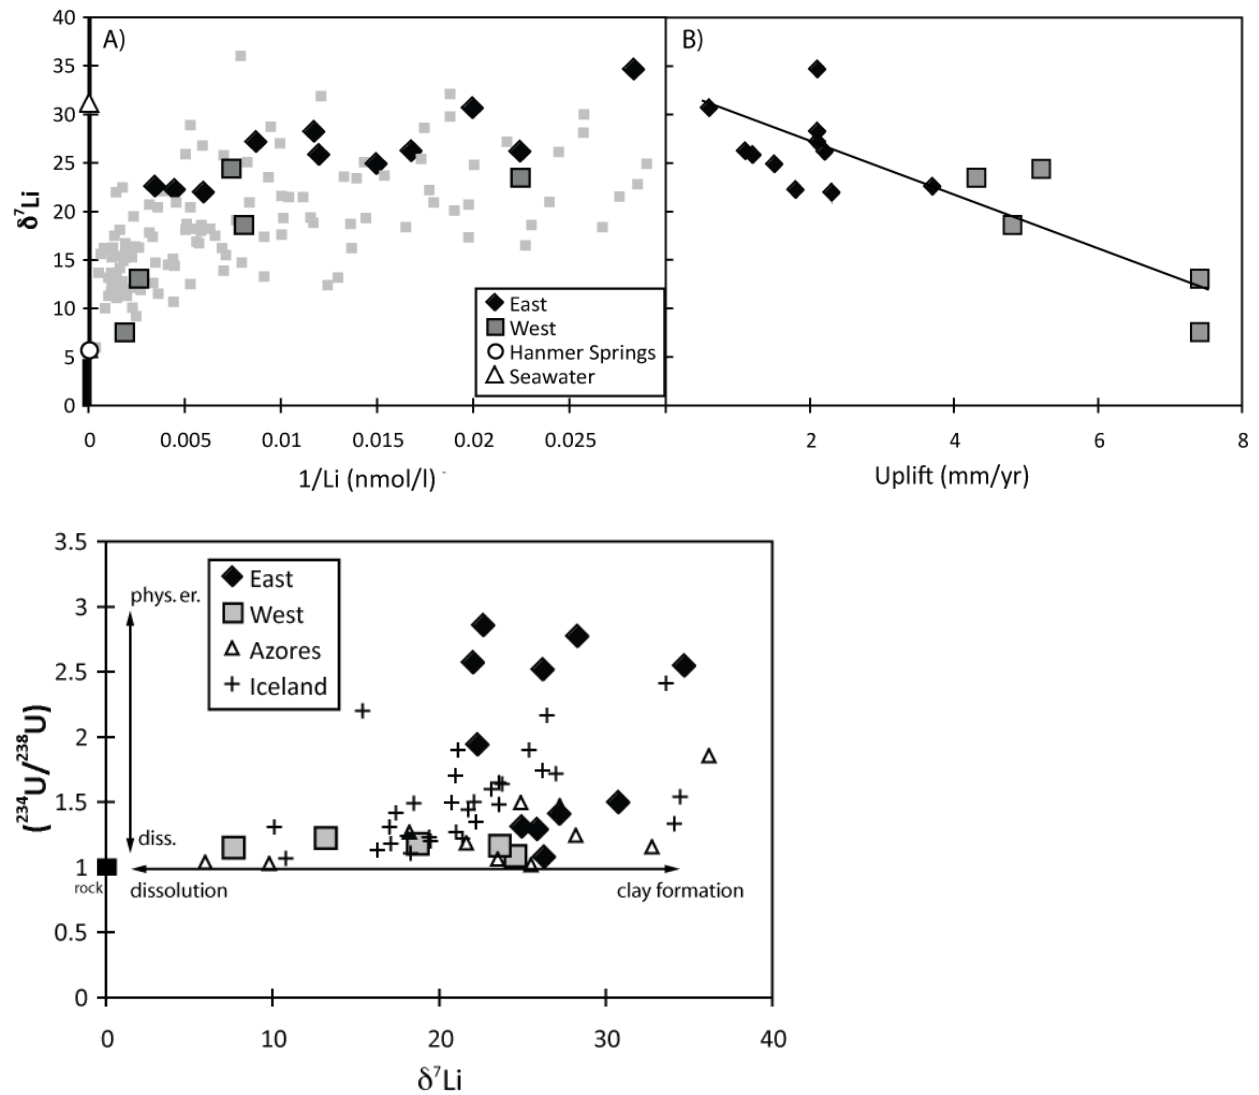 A)
B)
40
35
30
25
20
15
10
5
0
δ⁷Li
East
West
Hanmer Springs
Seawater
0 0.005 0.01 0.015 0.02 0.025
1/Li (nmol/l)
2 4 6 8
Uplift (mm/yr)
3.5
3
2.5
2
1.5
1
0.5
0
(²³⁴U/²³⁸U)
East
West
Azores
Iceland
phys. er.
diss.
rock
dissolution
clay formation
0 10 20 30 40
δ⁷Li